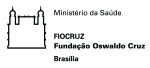 Ministério da Saúde
FIOCRUZ
Fundação Oswaldo Cruz
Brasília